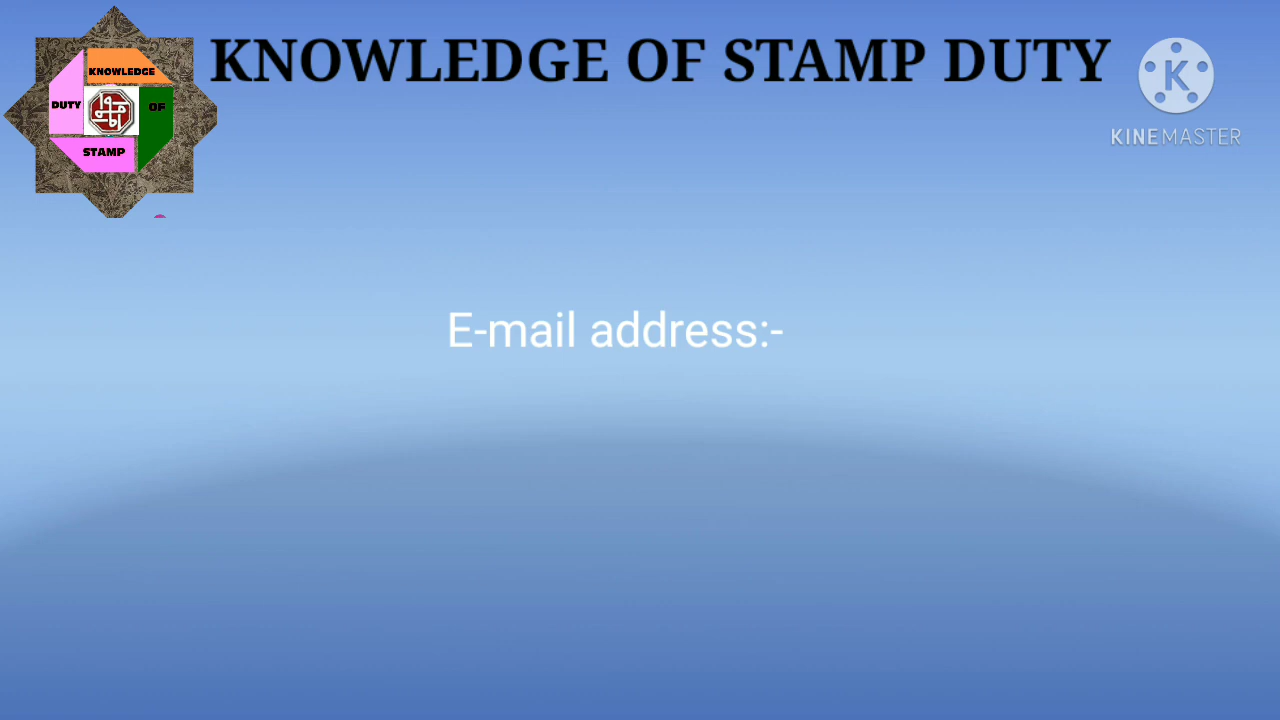 KNOWLEDGE OF STAMP DUTY
KNOWLEDGE
DUTY
OF
STAMP
KINEMASTER
E-mail address:-